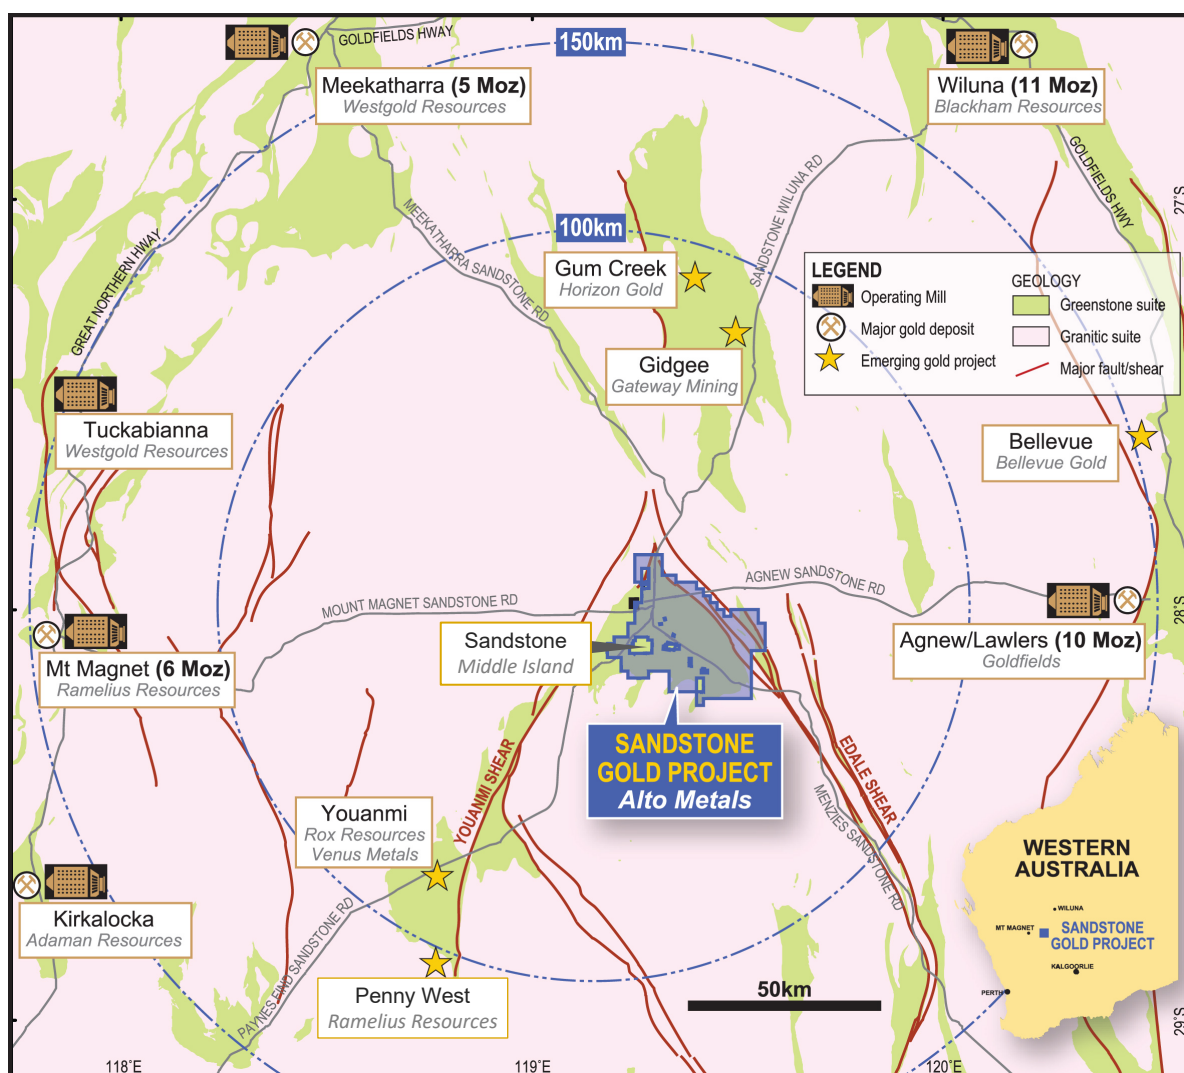 GOLDFIELDS HWY
150km
Meekatharra (5 Moz)
Westgold Resources
Wiluna (11 Moz)
Blackham Resources
GOLDFIELDS HWY
27°S
MEEKATHARRA SANDSTONE RD
SANDSTONE WILUNA RD
100km
GREAT NORTHERN HWAY
Gum Creek
Horizon Gold
LEGEND
Operating Mill
Major gold deposit
Emerging gold project
GEOLOGY
Greenstone suite
Granitic suite
Major fault/shear
Gidgee
Gateway Mining
Tuckabianna
Westgold Resources
Bellevue
Bellevue Gold
AGNEW SANDSTONE RD
MOUNT MAGNET SANDSTONE RD
28°S
Sandstone
Middle Island
Agnew/Lawlers (10 Moz)
Goldfields
Mt Magnet (6 Moz)
Ramelius Resources
SANDSTONE
GOLD PROJECT
Alto Metals
YOUANMI SHEAR
EDALE SHEAR
MENZIES SANDSTONE RD
Youanmi
Rox Resources
Venus Metals
WESTERN
AUSTRALIA
WILUNA
MT MAGNET
SANDSTONE
GOLD PROJECT
KALGOORLIE
PERTH
Kirkalocka
Adaman Resources
PAYNES FIND SANDSTONE RD
Penny West
Ramelius Resources
50km
29°S
118°E
119°E
120°E